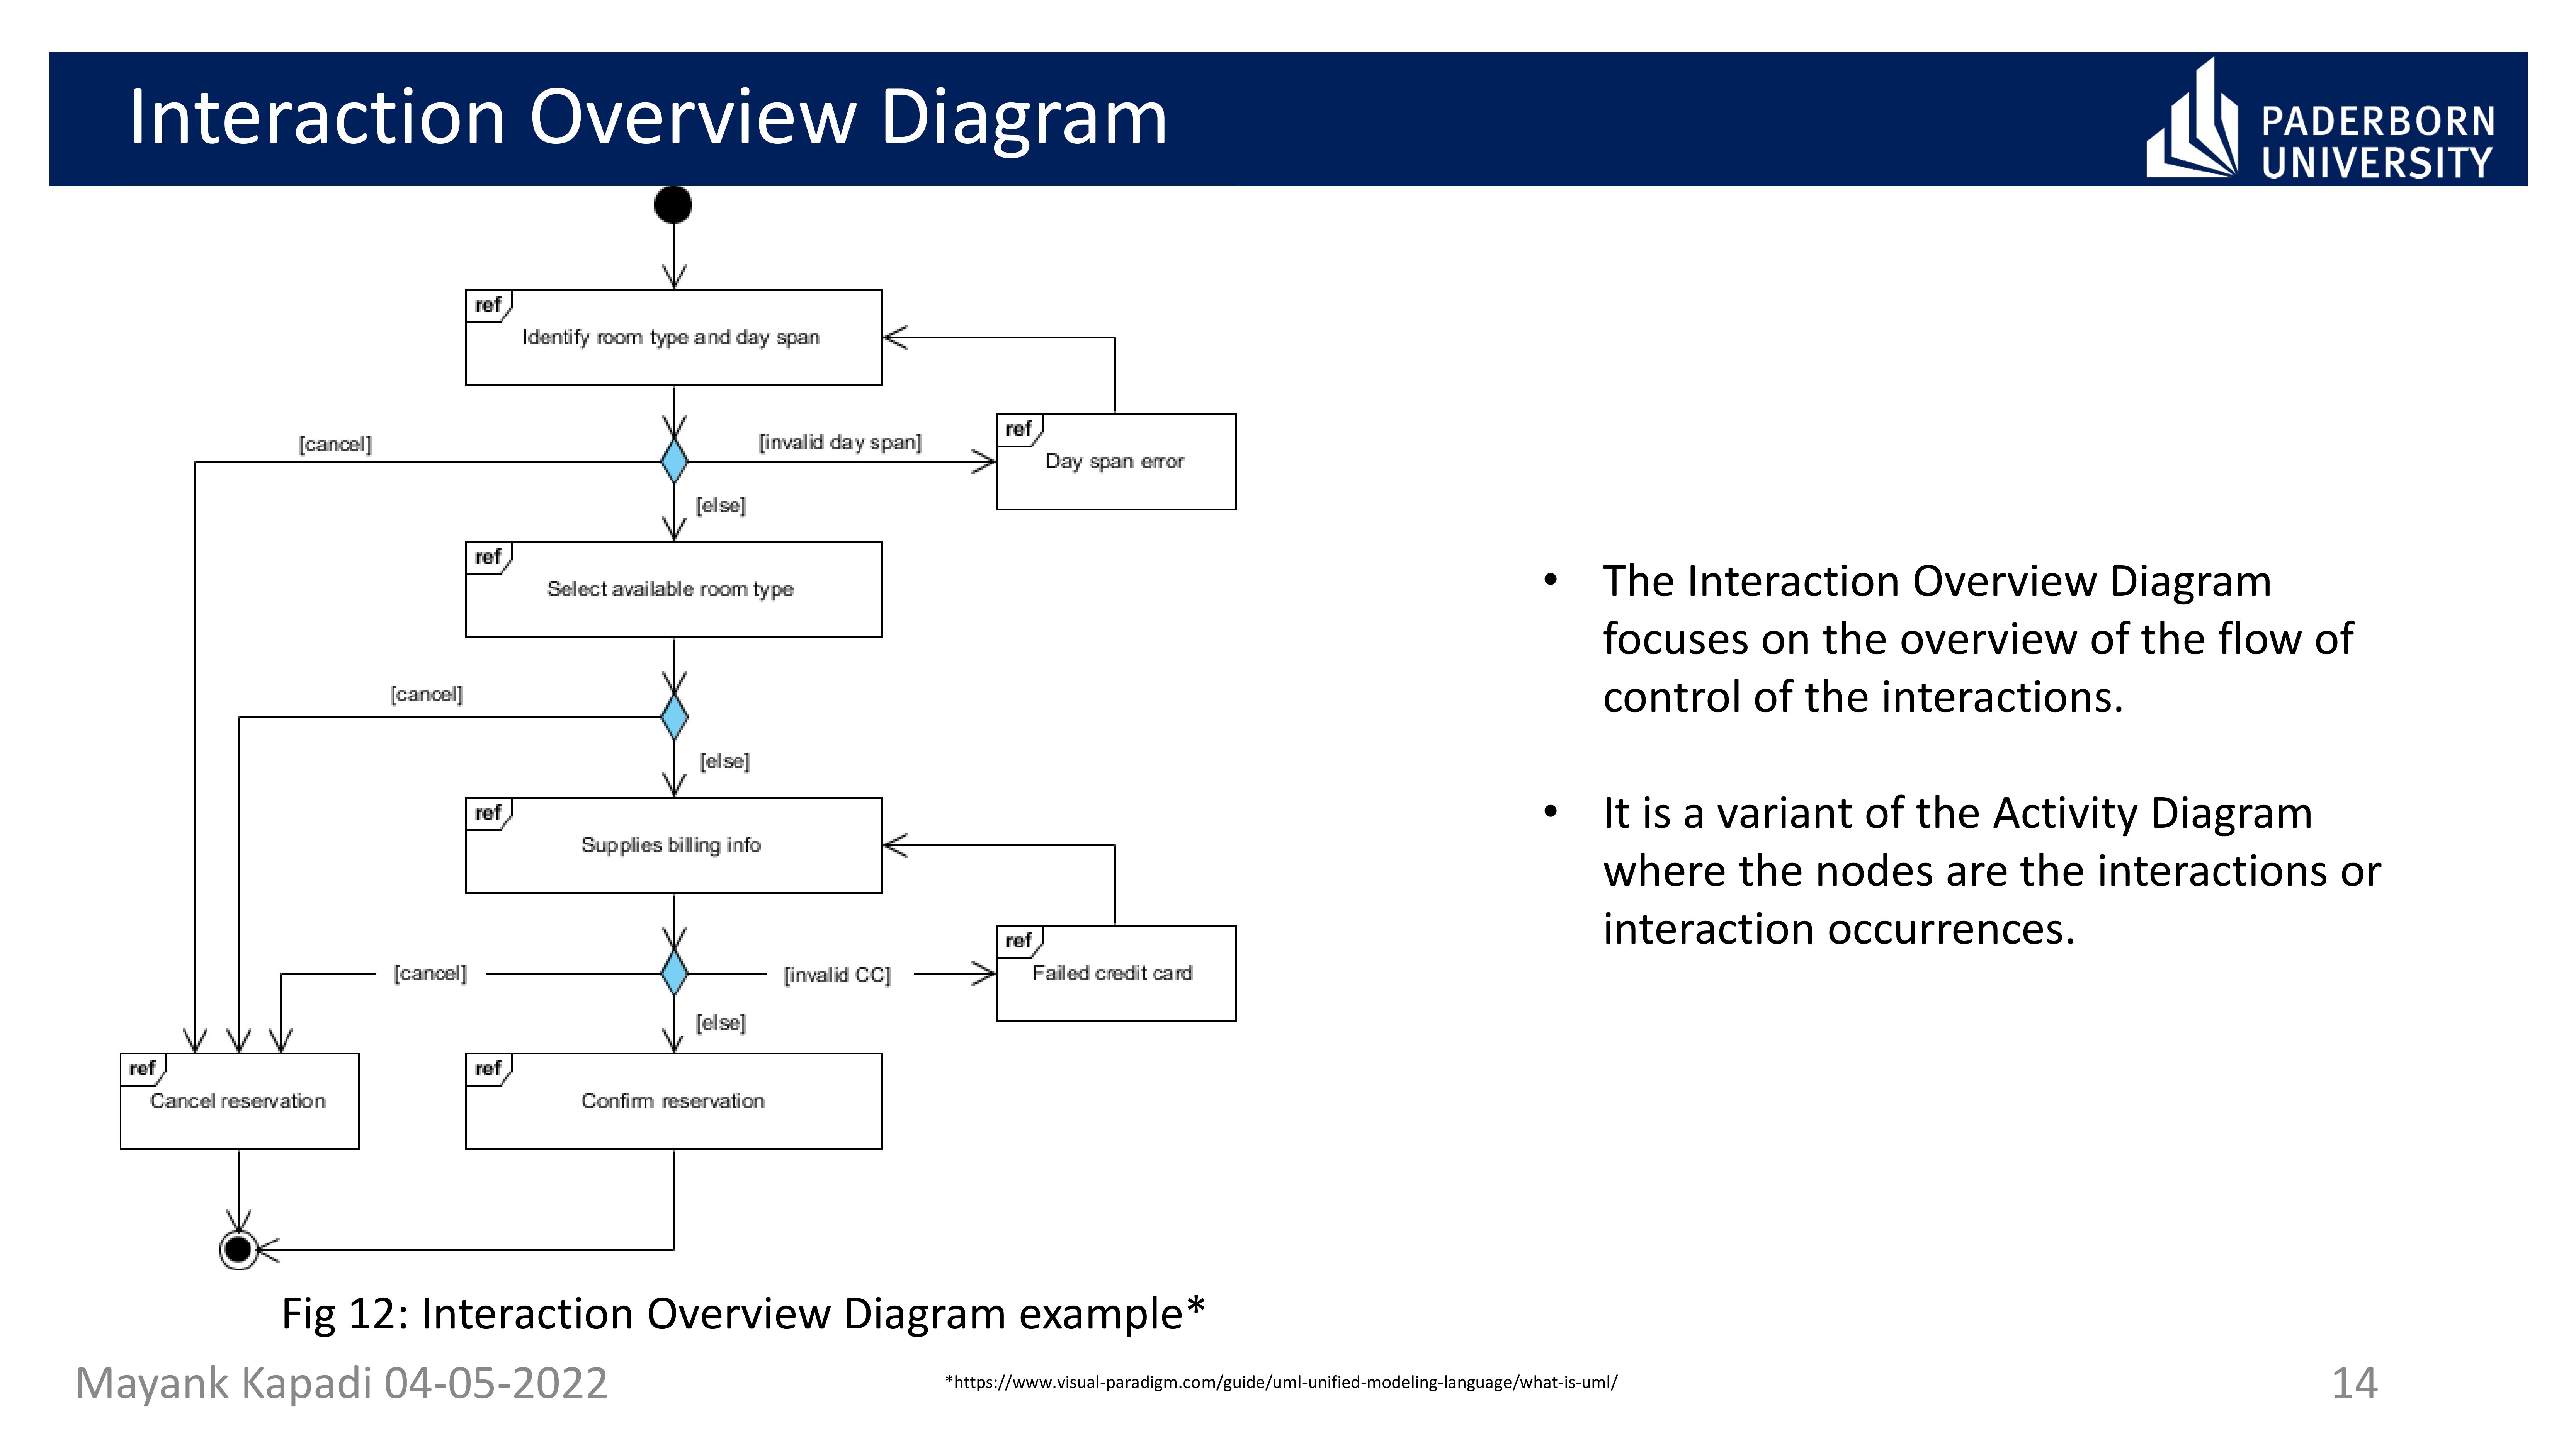 Interaction Overview Diagram
PADERBORN
UNIVERSITY
ref
Identify room type and day span
[cancel]
[invalid day span]
ref
Day span error
[else]
ref
Select available room type
[cancel]
[else]
ref
Supplies billing info
[cancel]
[invalid CC]
ref
Failed credit card
[else]
ref
Cancel reservation
ref
Confirm reservation
Fig 12: Interaction Overview Diagram example*
• The Interaction Overview Diagram
focuses on the overview of the flow of
control of the interactions.
• It is a variant of the Activity Diagram
where the nodes are the interactions or
interaction occurrences.
Mayank Kapadi 04-05-2022
*https://www.visual-paradigm.com/guide/uml-unified-modeling-language/what-is-uml/
14